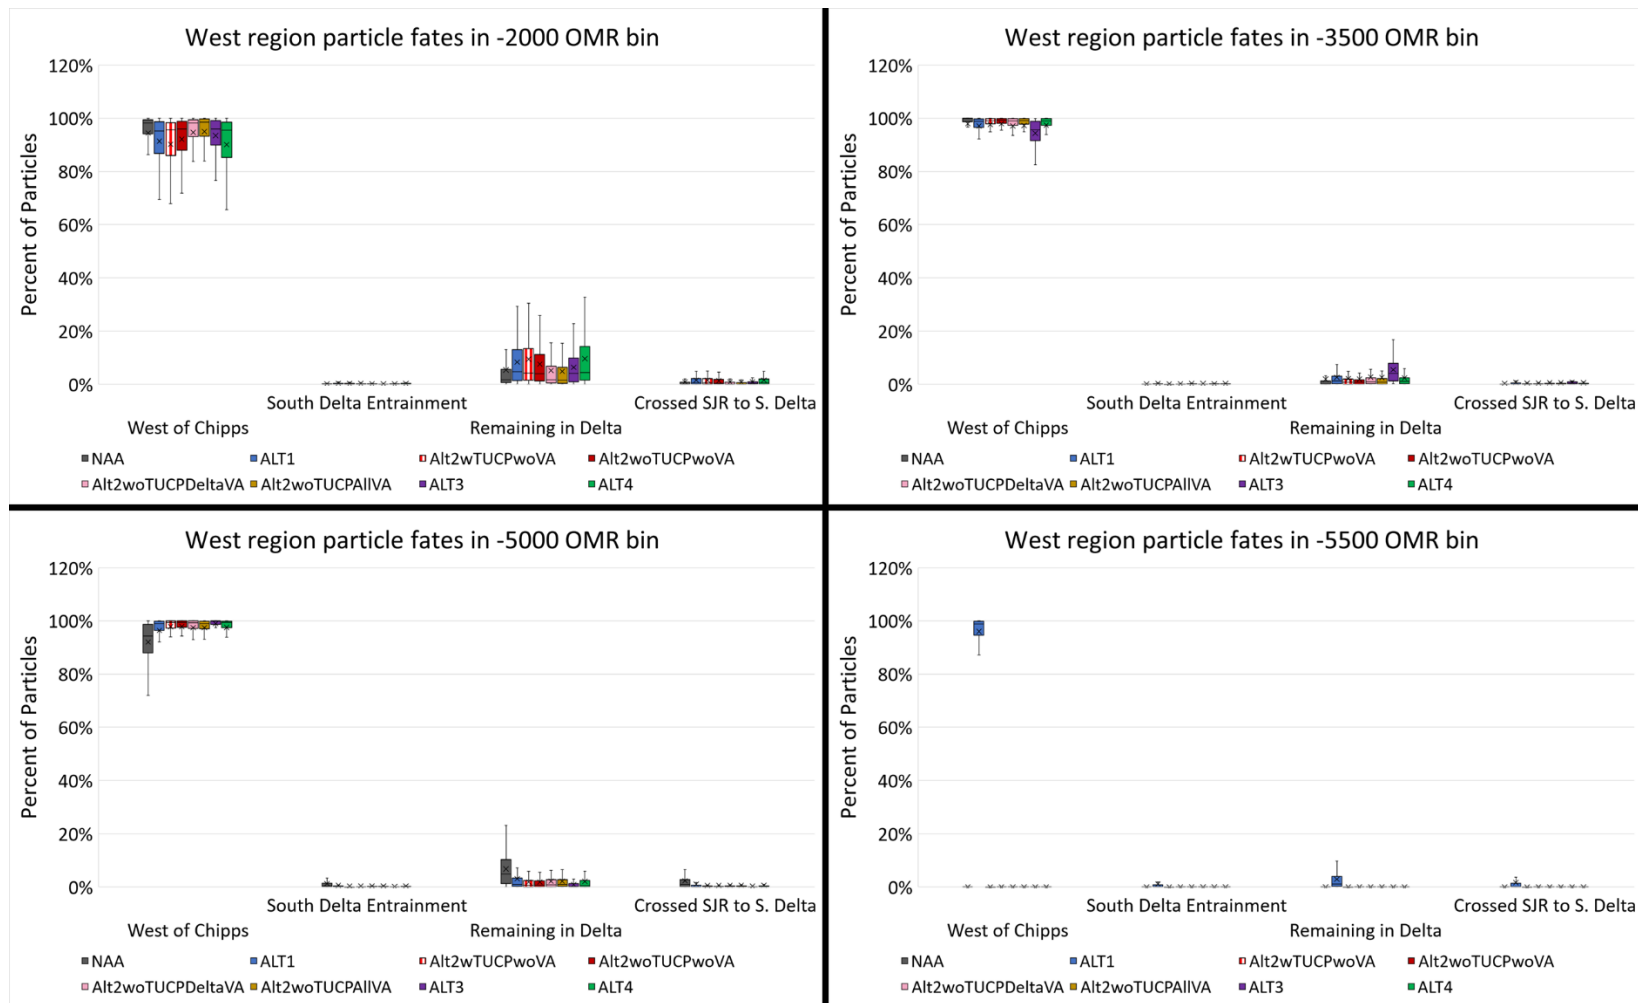 West region particle fates in -2000 OMR bin
120%
100%
80%
60%
40%
20%
0%
Percent of Particles
South Delta Entrainment
Crossed SJR to S. Delta
West of Chipps
Remaining in Delta
NAA
ALT1
Alt2wTUCPwoVA
Alt2woTUCPwoVA
Alt2woTUCPDeltaVA
Alt2woTUCPAllVA
ALT3
ALT4
West region particle fates in -3500 OMR bin
120%
100%
80%
60%
40%
20%
0%
Percent of Particles
South Delta Entrainment
Crossed SJR to S. Delta
West of Chipps
Remaining in Delta
NAA
ALT1
Alt2wTUCPwoVA
Alt2woTUCPwoVA
Alt2woTUCPDeltaVA
Alt2woTUCPAllVA
ALT3
ALT4
West region particle fates in -5000 OMR bin
120%
100%
80%
60%
40%
20%
0%
Percent of Particles
South Delta Entrainment
Crossed SJR to S. Delta
West of Chipps
Remaining in Delta
NAA
ALT1
Alt2wTUCPwoVA
Alt2woTUCPwoVA
Alt2woTUCPDeltaVA
Alt2woTUCPAllVA
ALT3
ALT4
West region particle fates in -5500 OMR bin
120%
100%
80%
60%
40%
20%
0%
Percent of Particles
South Delta Entrainment
Crossed SJR to S. Delta
West of Chipps
Remaining in Delta
NAA
ALT1
Alt2wTUCPwoVA
Alt2woTUCPwoVA
Alt2woTUCPDeltaVA
Alt2woTUCPAllVA
ALT3
ALT4